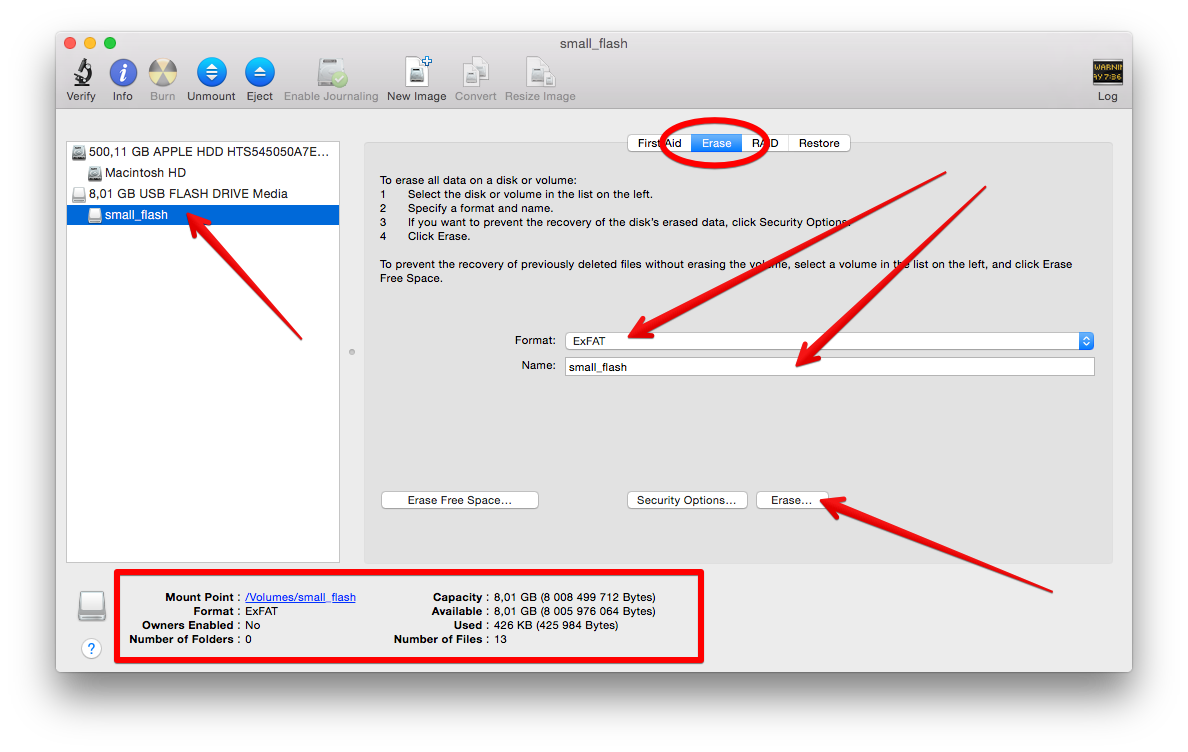 small_flash
Verify
Info
Burn
Unmount
Eject
Enable Journaling
New Image
Convert
Resize Image
WARNIN
AY 7:36
Log
500,11 GB APPLE HDD HTS545050A7E...
Macintosh HD
8,01 GB USB FLASH DRIVE Media
small_flash
First Aid
Erase
RAID
Restore
To erase all data on a disk or volume:
1 Select the disk or volume in the list on the left.
2 Specify a format and name.
3 If you want to prevent the recovery of the disk's erased data, click Security Options.
4 Click Erase.
To prevent the recovery of previously deleted files without erasing the volume, select a volume in the list on the left, and click Erase
Free Space.
Format: ExFAT
Name: small_flash
Erase Free Space...
Security Options...
Erase...
Mount Point : /Volumes/small_flash
Format : ExFAT
Owners Enabled : No
Number of Folders : 0
Capacity : 8,01 GB (8 008 499 712 Bytes)
Available : 8,01 GB (8 005 976 064 Bytes)
Used : 426 KB (425 984 Bytes)
Number of Files : 13
?